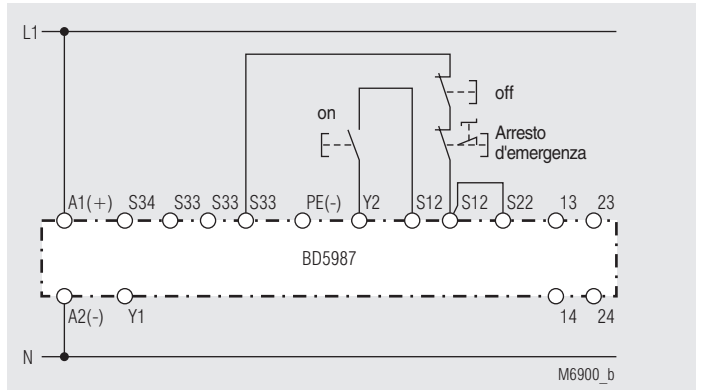 L1
off
on
Arresto
d'emergenza
A1(+) S34 S33 S33 S33 PE(-) Y2 S12 S12 S22 13 23
BD5987
A2(-) Y1 14 24
N
M6900_b